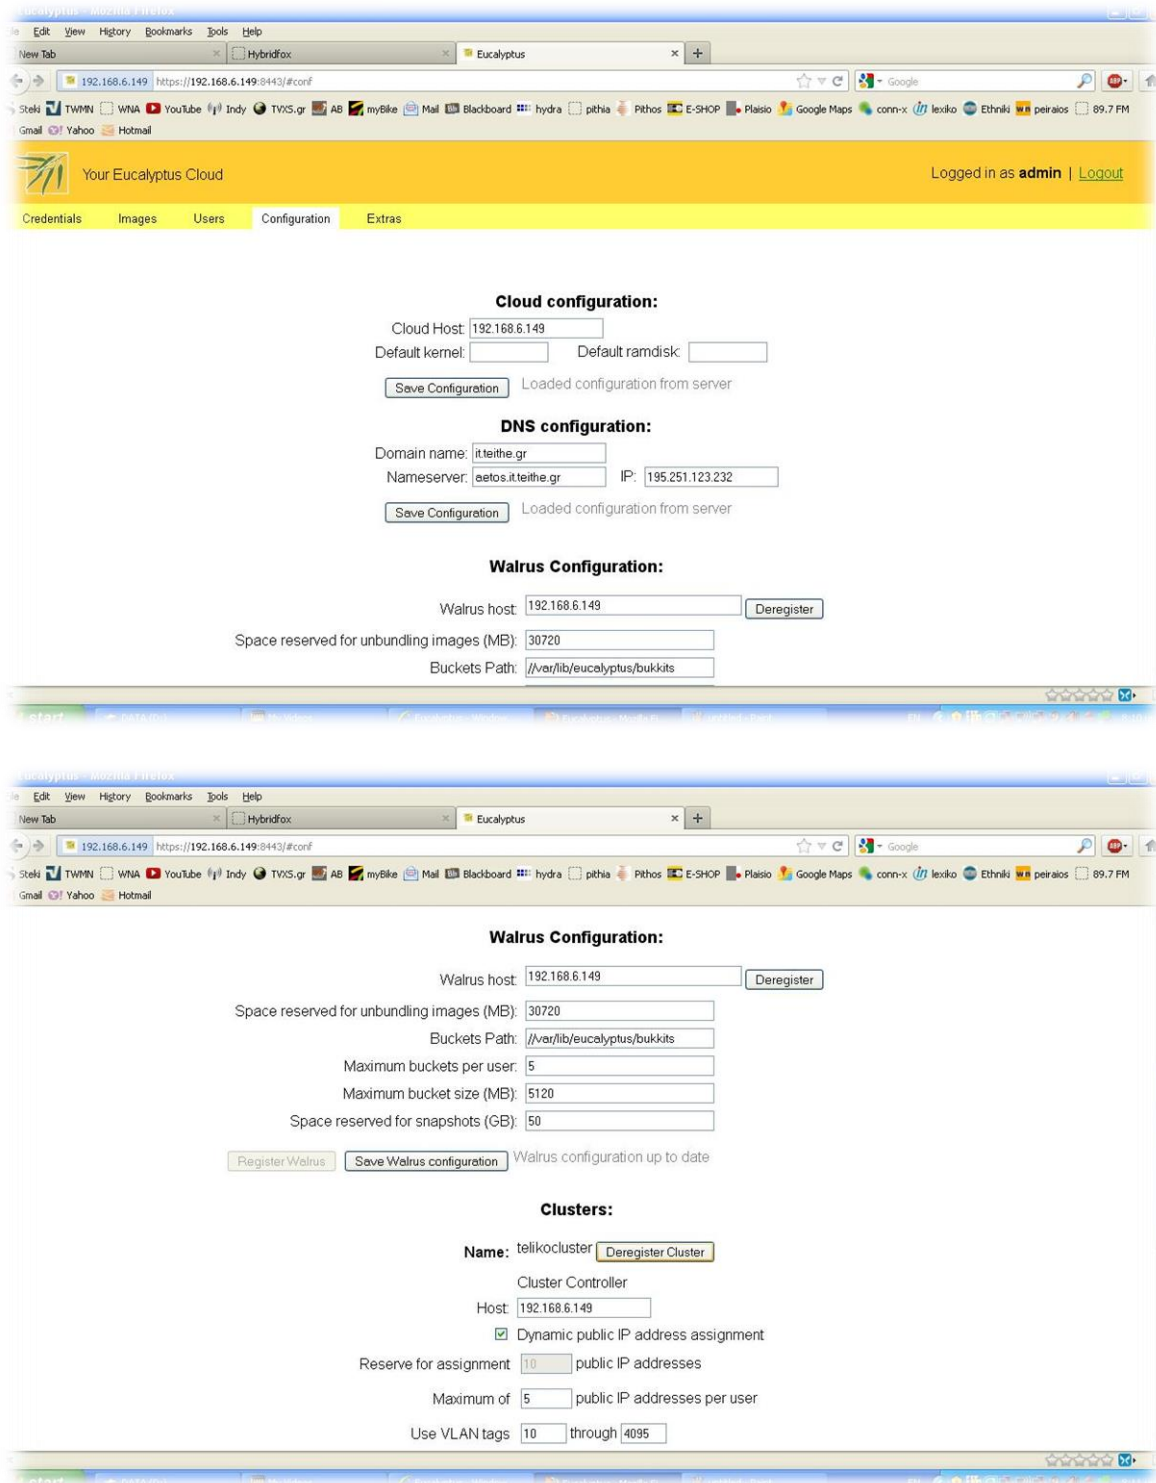 Eucalyptus - Mozilla Firefox
Edit View History Bookmarks Tools Help
New Tab Hybridfox Eucalyptus
192.168.6.149 https://192.168.6.149:8443/#conf Google
Steki TWMN WNA YouTube Indy TVXS.gr AB myBike Mail Blackboard hydra pithia Pithos E-SHOP Plaisio Google Maps conn-x lexiko Ethniki peiraios 89.7 FM
Gmail Yahoo Hotmail
Your Eucalyptus Cloud Logged in as admin | Logout
Credentials Images Users Configuration Extras
Cloud configuration:
Cloud Host: 192.168.6.149
Default kernel: Default ramdisk:
Save Configuration Loaded configuration from server
DNS configuration:
Domain name: it.teithe.gr
Nameserver: aetos.it.teithe.gr IP: 195.251.123.232
Save Configuration Loaded configuration from server
Walrus Configuration:
Walrus host: 192.168.6.149 Deregister
Space reserved for unbundling images (MB): 30720
Buckets Path: //var/lib/eucalyptus/bukkits
start
Eucalyptus - Mozilla Firefox
Edit View History Bookmarks Tools Help
New Tab Hybridfox Eucalyptus
192.168.6.149 https://192.168.6.149:8443/#conf Google
Steki TWMN WNA YouTube Indy TVXS.gr AB myBike Mail Blackboard hydra pithia Pithos E-SHOP Plaisio Google Maps conn-x lexiko Ethniki peiraios 89.7 FM
Gmail Yahoo Hotmail
Walrus Configuration:
Walrus host: 192.168.6.149 Deregister
Space reserved for unbundling images (MB): 30720
Buckets Path: //var/lib/eucalyptus/bukkits
Maximum buckets per user: 5
Maximum bucket size (MB): 5120
Space reserved for snapshots (GB): 50
Register Walrus Save Walrus configuration Walrus configuration up to date
Clusters:
Name: telikocluster Deregister Cluster
Cluster Controller
Host: 192.168.6.149
Dynamic public IP address assignment
Reserve for assignment 10 public IP addresses
Maximum of 5 public IP addresses per user
Use VLAN tags 10 through 4095